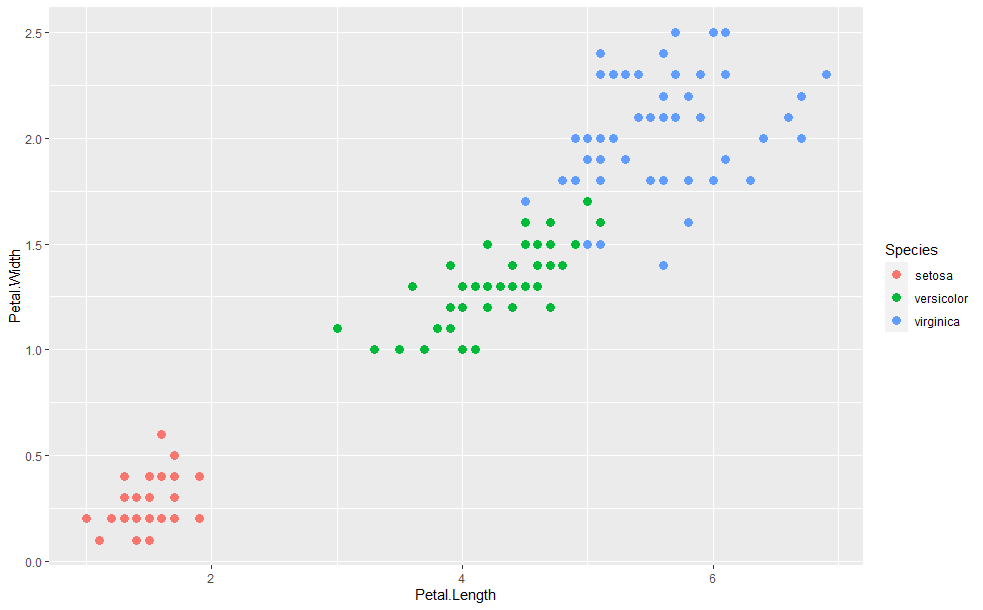 2.5
2.0
1.5
1.0
0.5
0.0
Petal.Width
2 4 6
Petal.Length
Species
setosa
versicolor
virginica